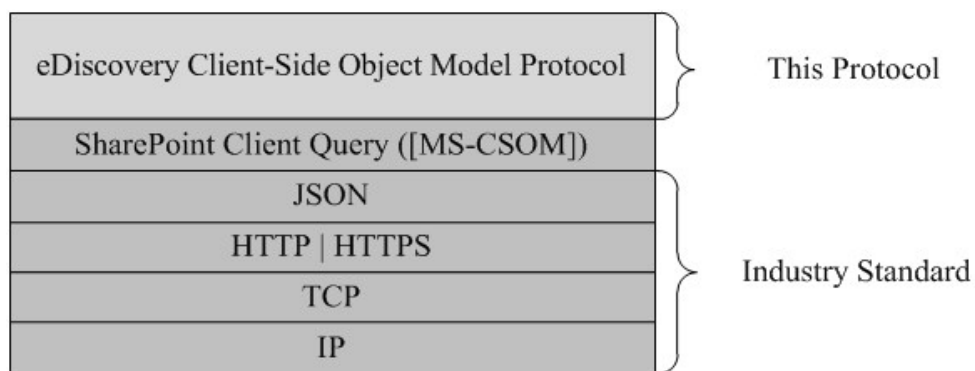 eDiscovery Client-Side Object Model Protocol
This Protocol
SharePoint Client Query ([MS-CSOM])
JSON
HTTP | HTTPS
Industry Standard
TCP
IP